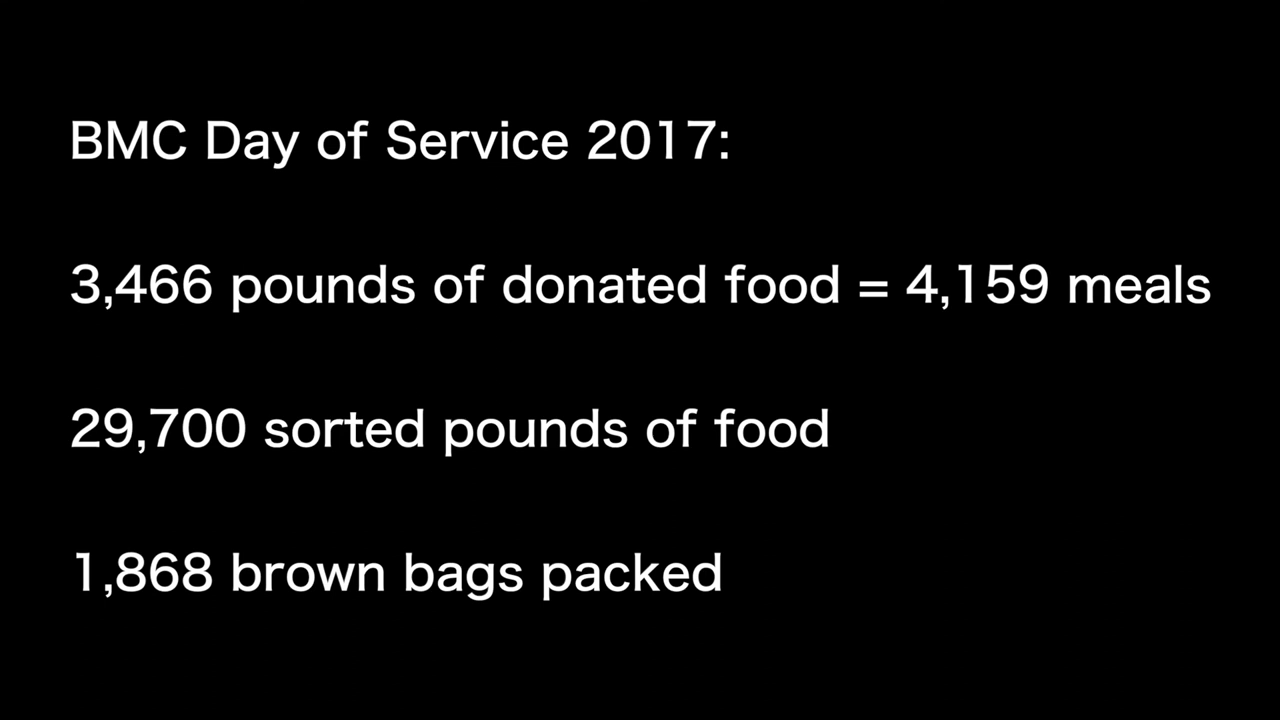 BMC Day of Service 2017:
3,466 pounds of donated food = 4,159 meals
29,700 sorted pounds of food
1,868 brown bags packed